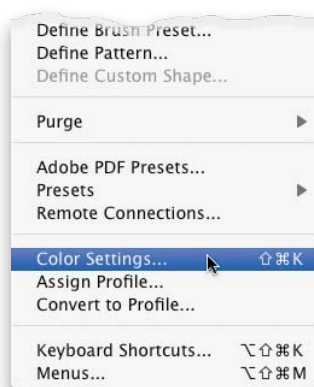 Define Brush Preset...
Define Pattern...
Define Custom Shape...
Purge ▶
Adobe PDF Presets...
Presets ▶
Remote Connections...
Color Settings... ⇧⌘K
Assign Profile...
Convert to Profile...
Keyboard Shortcuts... ⌥⇧⌘K
Menus... ⌥⇧⌘M